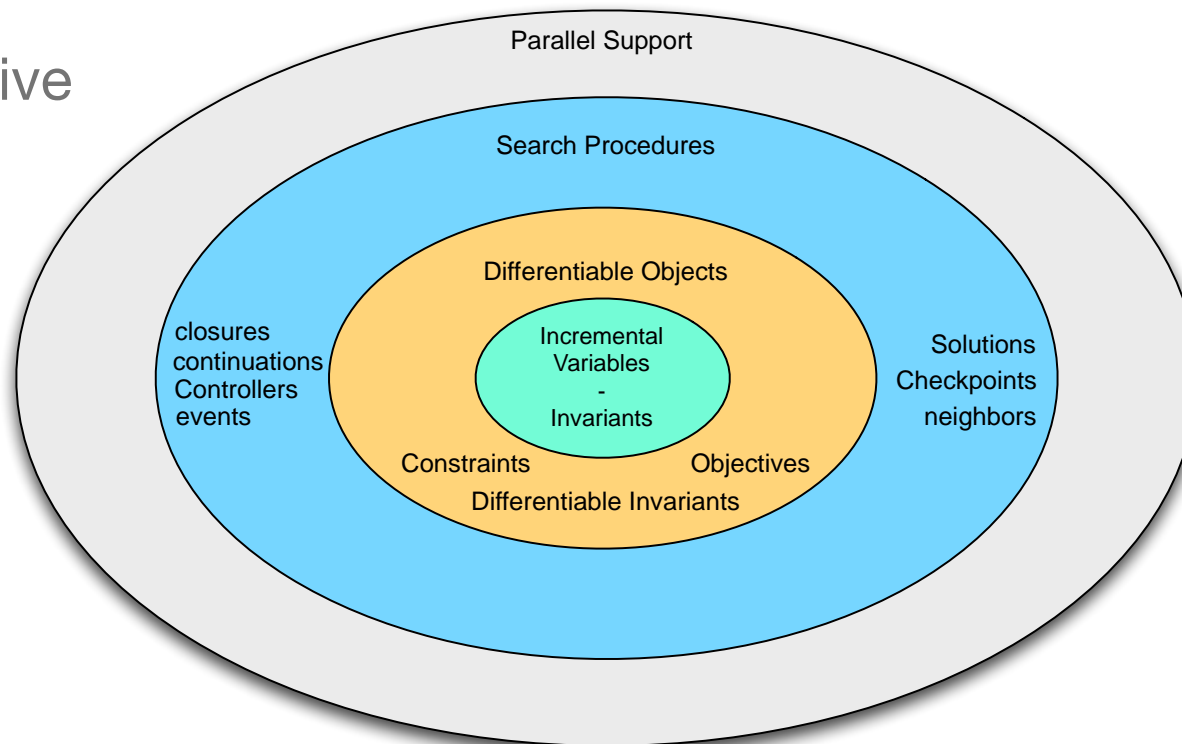 ive
Parallel Support
Search Procedures
Differentiable Objects
Incremental
Variables
-
Invariants
closures
continuations
Controllers
events
Solutions
Checkpoints
neighbors
Constraints
Objectives
Differentiable Invariants